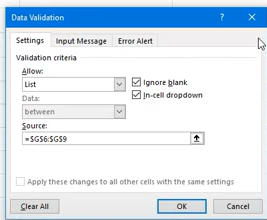 Data Validation
Settings Input Message Error Alert
Validation criteria
Allow:
List
Ignore blank
Data:
In-cell dropdown
between
Source:
=$G$6:$G$9
Apply these changes to all other cells with the same settings
Clear All OK Cancel